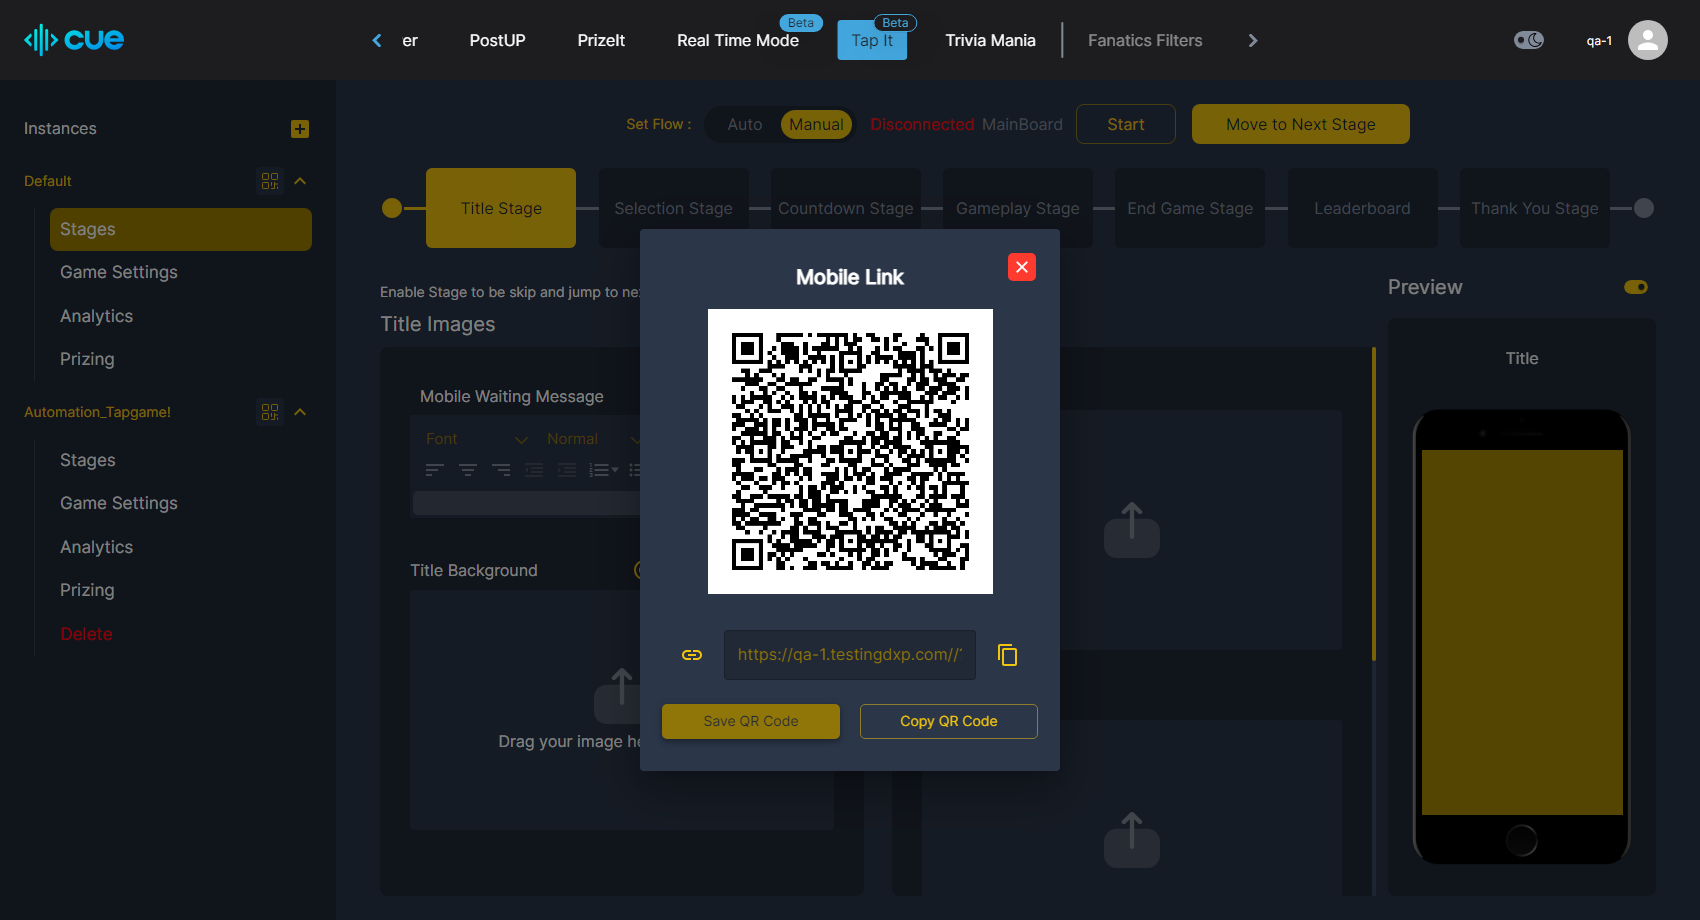 cue
er
PostUP
PrizeIt
Real Time Mode
Beta
Tap It
Beta
Trivia Mania
Fanatics Filters
qa-1
Instances
Default
Stages
Game Settings
Analytics
Prizing
Automation_Tapgame!
Stages
Game Settings
Analytics
Prizing
Delete
Set Flow :
Auto
Manual
Disconnected MainBoard
Start
Move to Next Stage
Title Stage
Selection Stage
Countdown Stage
Gameplay Stage
End Game Stage
Leaderboard
Thank You Stage
Enable Stage to be skip and jump to
Title Images
Mobile Waiting Message
Font
Normal
Title Background
Drag your image
Mobile Link
https://qa-1.testingdxp.com//
Save QR Code
Copy QR Code
Preview
Title